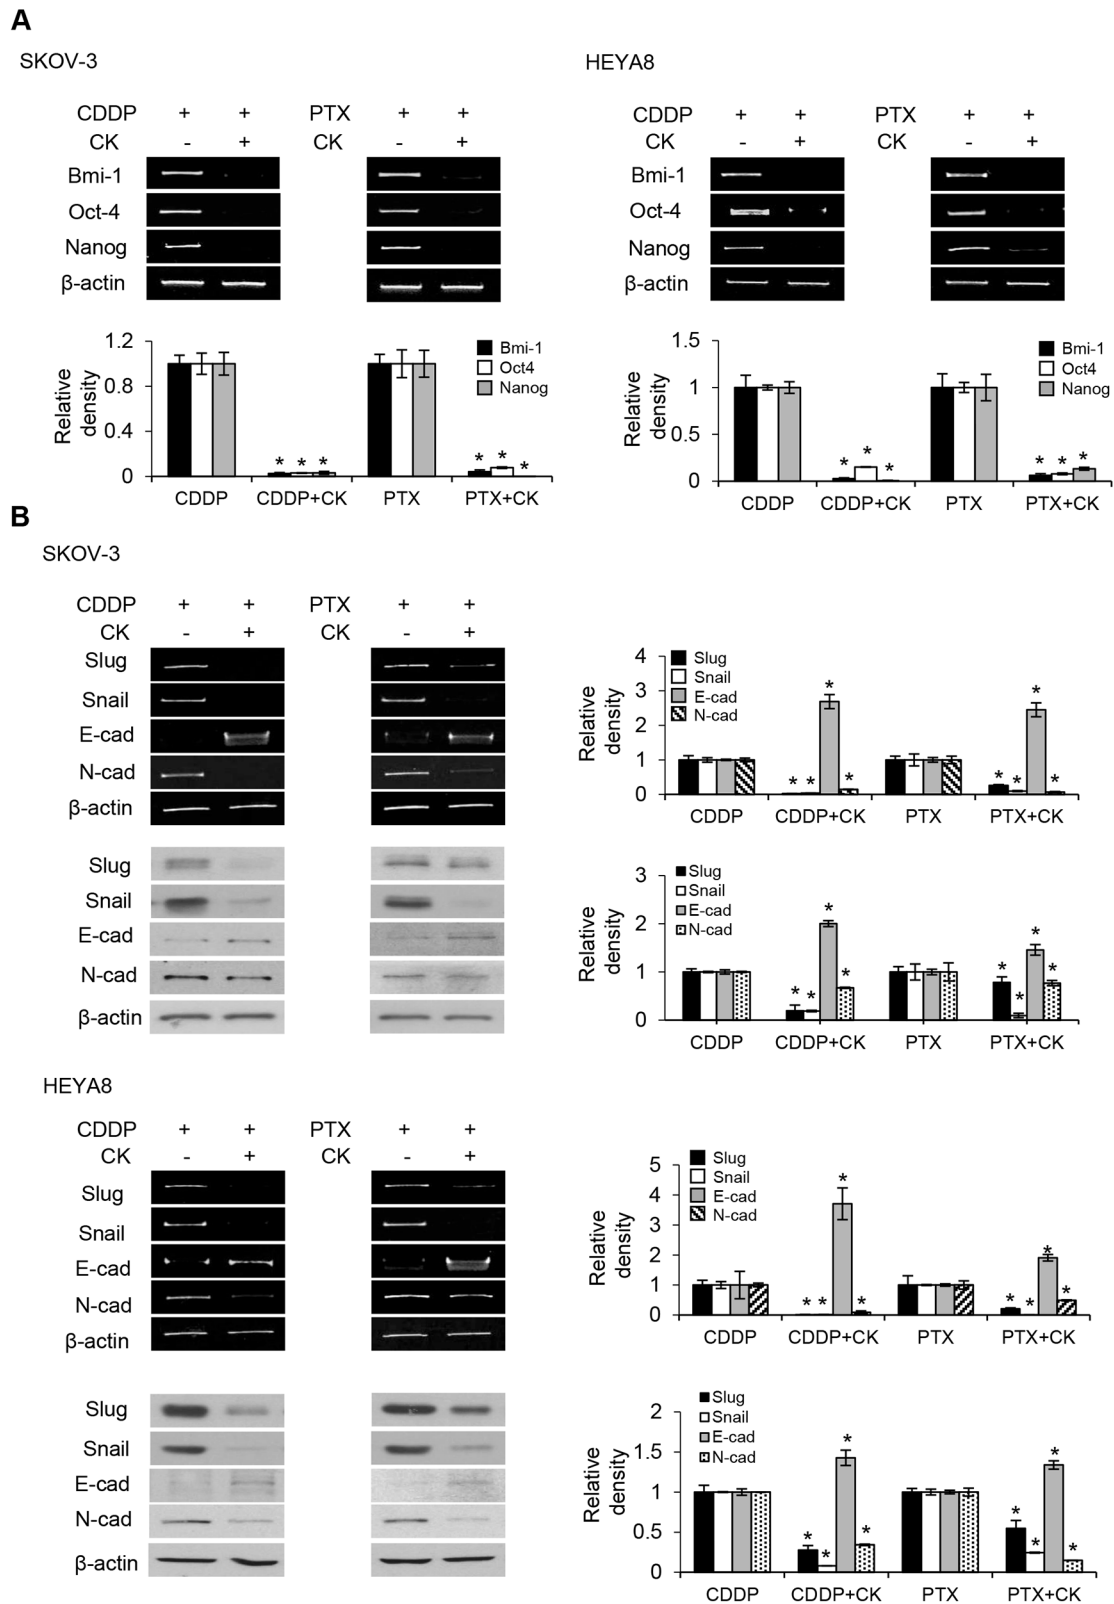 A
SKOV-3 HEYA8
CDDP + + PTX + + CDDP + + PTX + +
CK - + CK - + CK - + CK - +
Bmi-1 Bmi-1
Oct-4 Oct-4
Nanog Nanog
β-actin β-actin
Relative density
1.2
0.8
0.4
0
Bmi-1
Oct4
Nanog
* * * * * *
CDDP CDDP+CK PTX PTX+CK
Relative density
1.5
1
0.5
0
Bmi-1
Oct4
Nanog
* * * * * *
CDDP CDDP+CK PTX PTX+CK
B
SKOV-3
CDDP + + PTX + +
CK - + CK - +
Slug
Snail
E-cad
N-cad
β-actin
Relative density
4
3
2
1
0
Slug
Snail
E-cad
N-cad
* * * * * * * *
CDDP CDDP+CK PTX PTX+CK
Slug
Snail
E-cad
N-cad
β-actin
Relative density
3
2
1
0
Slug
Snail
E-cad
N-cad
* * * * * * * *
CDDP CDDP+CK PTX PTX+CK
HEYA8
CDDP + + PTX + +
CK - + CK - +
Slug
Snail
E-cad
N-cad
β-actin
Relative density
5
4
3
2
1
0
Slug
Snail
E-cad
N-cad
* * * * * * * *
CDDP CDDP+CK PTX PTX+CK
Slug
Snail
E-cad
N-cad
β-actin
Relative density
2
1.5
1
0.5
0
Slug
Snail
E-cad
N-cad
* * * * * * * *
CDDP CDDP+CK PTX PTX+CK